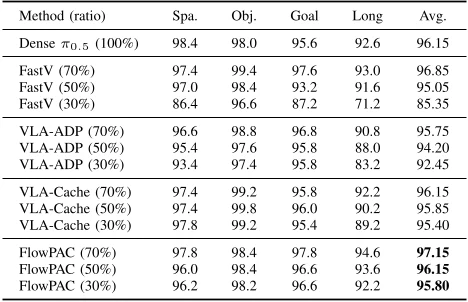 Method (ratio) Spa. Obj. Goal Long Avg.
Dense π₀.₅ (100%) 98.4 98.0 95.6 92.6 96.15
FastV (70%) 97.4 99.4 97.6 93.0 96.85
FastV (50%) 97.0 98.4 93.2 91.6 95.05
FastV (30%) 86.4 96.6 87.2 71.2 85.35
VLA-ADP (70%) 96.6 98.8 96.8 90.8 95.75
VLA-ADP (50%) 95.4 97.6 95.8 88.0 94.20
VLA-ADP (30%) 93.4 97.4 95.8 83.2 92.45
VLA-Cache (70%) 97.4 99.2 95.8 92.2 96.15
VLA-Cache (50%) 97.4 99.8 96.0 90.2 95.85
VLA-Cache (30%) 97.8 99.2 95.4 89.2 95.40
FlowPAC (70%) 97.8 98.4 97.8 94.6 97.15
FlowPAC (50%) 96.0 98.4 96.6 93.6 96.15
FlowPAC (30%) 96.2 98.2 96.6 92.2 95.80